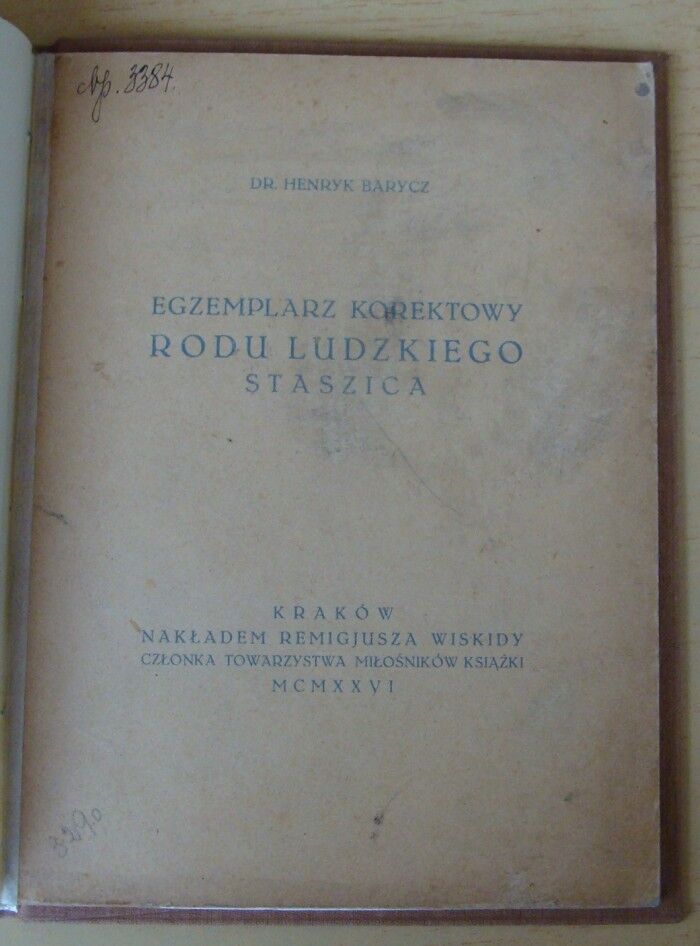 Np. 3384.
DR. HENRYK BARYCZ
EGZEMPLARZ KOREKTOWY
RODU LUDZKIEGO
STASZICA
KRAKÓW
NAKŁADEM REMIGJUSZA WISKIDY
CZŁONKA TOWARZYSTWA MIŁOŚNIKÓW KSIĄŻKI
MCMXXVI